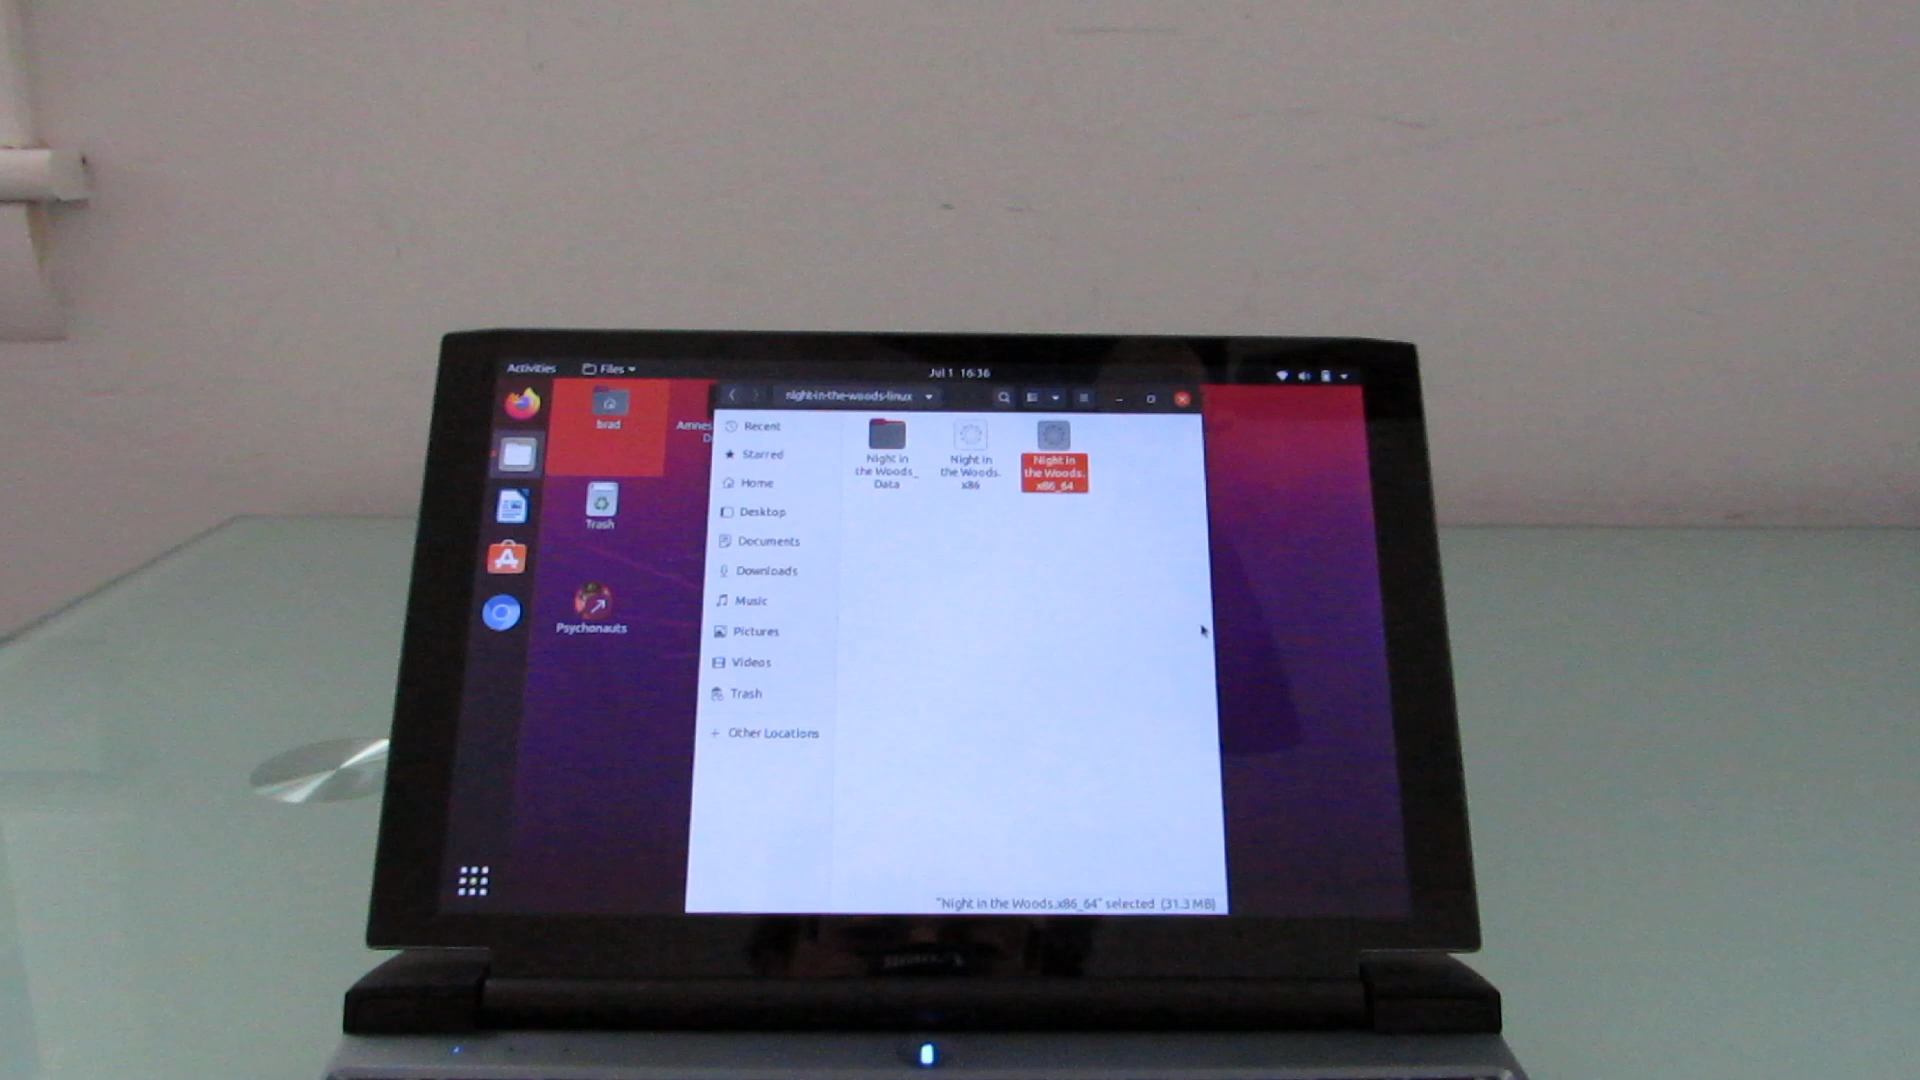 Activities
Files
Jul 1 16:36
night-in-the-woods-linux
brad
Amnes
D
Trash
Psychonauts
Recent
Starred
Home
Desktop
Documents
Downloads
Music
Pictures
Videos
Trash
+ Other Locations
Night in
the Woods_
Data
Night in
the Woods.
x86
Night in
the Woods.
x86_64
"Night in the Woods.x86_64" selected (31.3 MB)